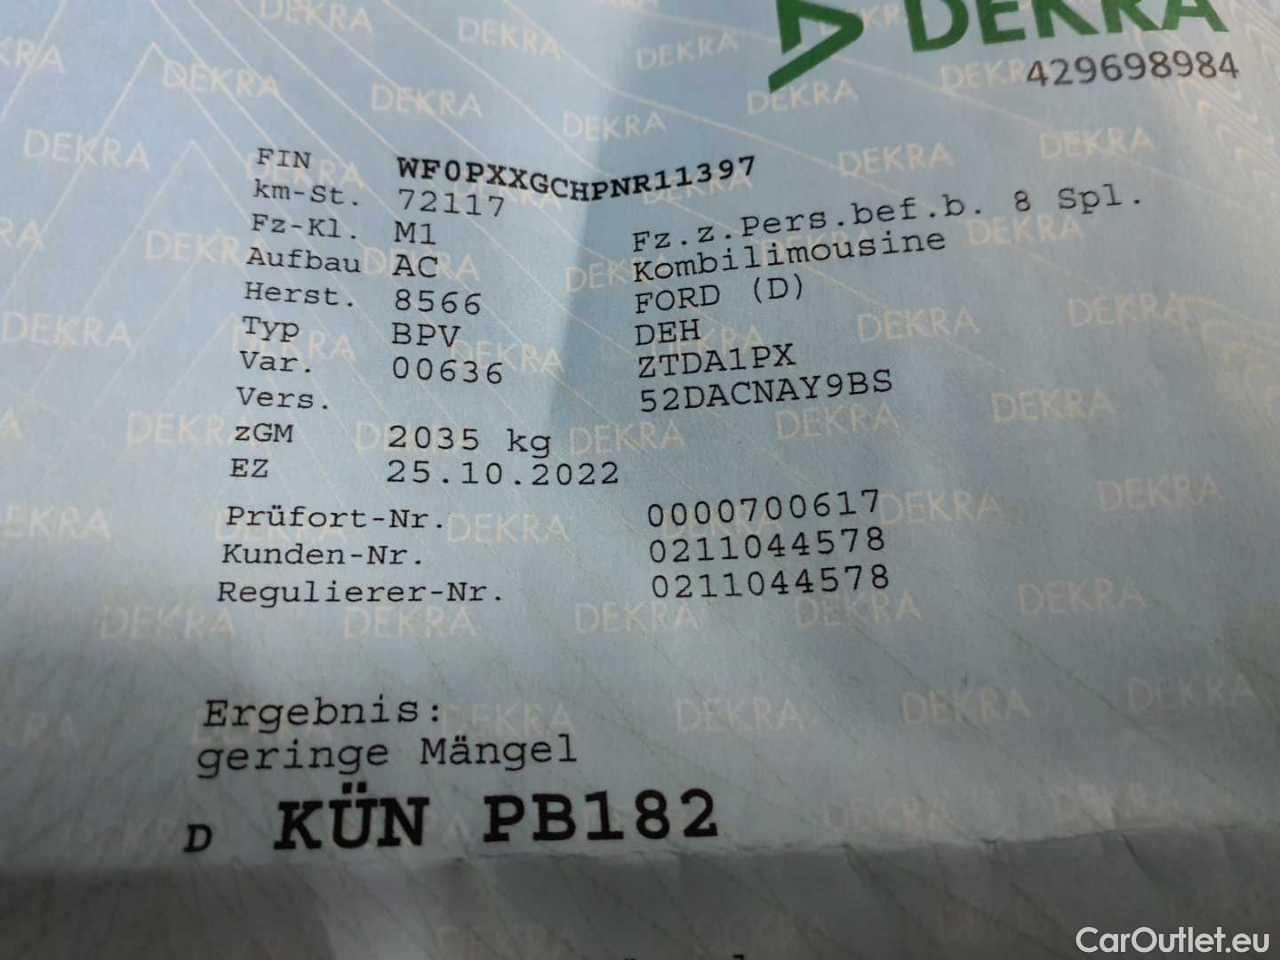 DEKRA
429698984
FIN WF0PXXGCHPNR11397
km-St. 72117
Fz-Kl. M1 Fz.z.Pers.bef.b. 8 Spl.
Aufbau AC Kombilimousine
Herst. 8566 FORD (D)
Typ BPV DEH
Var. 00636 ZTDA1PX
Vers. 52DACNAY9BS
zGM 2035 kg
EZ 25.10.2022
Prüfort-Nr. 0000700617
Kunden-Nr. 0211044578
Regulierer-Nr. 0211044578
Ergebnis:
geringe Mängel
D KÜN PB182
CarOutlet.eu